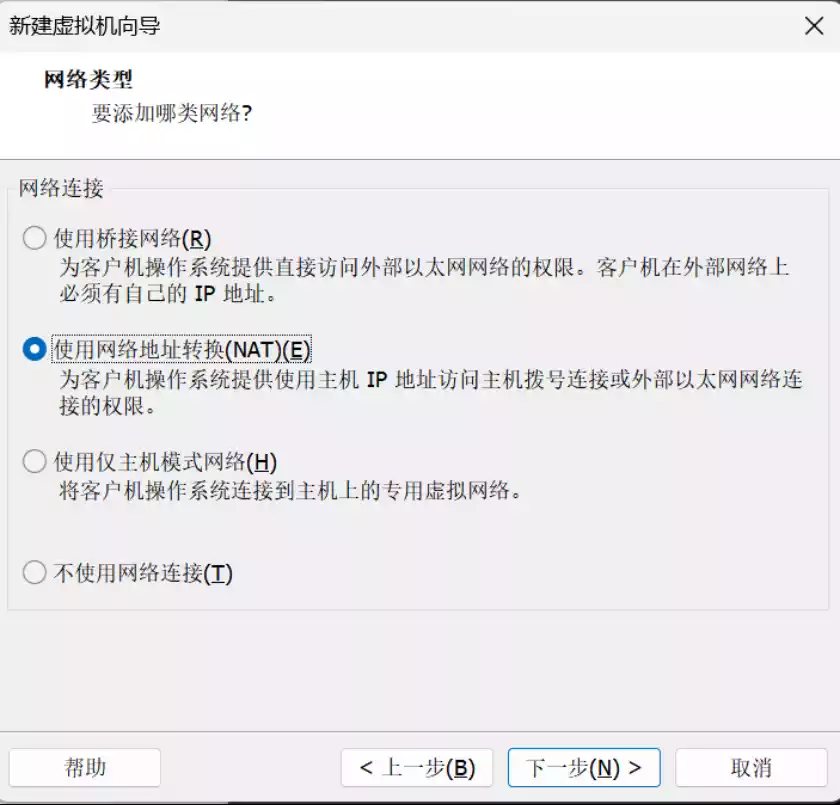 新建虚拟机向导
网络类型
要添加哪类网络?
网络连接
使用桥接网络(R)
为客户机操作系统提供直接访问外部以太网网络的权限。客户机在外部网络上
必须有自己的 IP 地址。
使用网络地址转换(NAT)(E)
为客户机操作系统提供使用主机 IP 地址访问主机拨号连接或外部以太网网络连
接的权限。
使用仅主机模式网络(H)
将客户机操作系统连接到主机上的专用虚拟网络。
不使用网络连接(T)
帮助
< 上一步(B)
下一步(N) >
取消